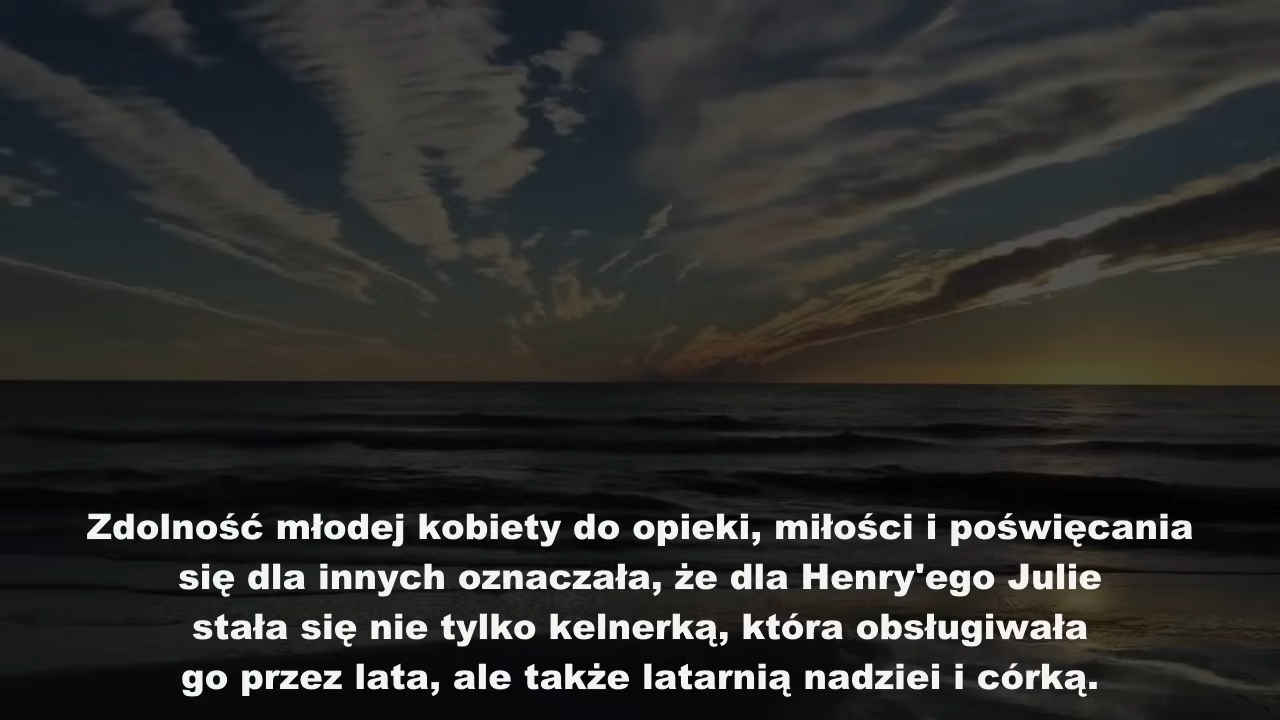 Zdolność młodej kobiety do opieki, miłości i poświęcania
się dla innych oznaczała, że dla Henry'ego Julie
stała się nie tylko kelnerką, która obsługiwała
go przez lata, ale także latarnią nadziei i córką.